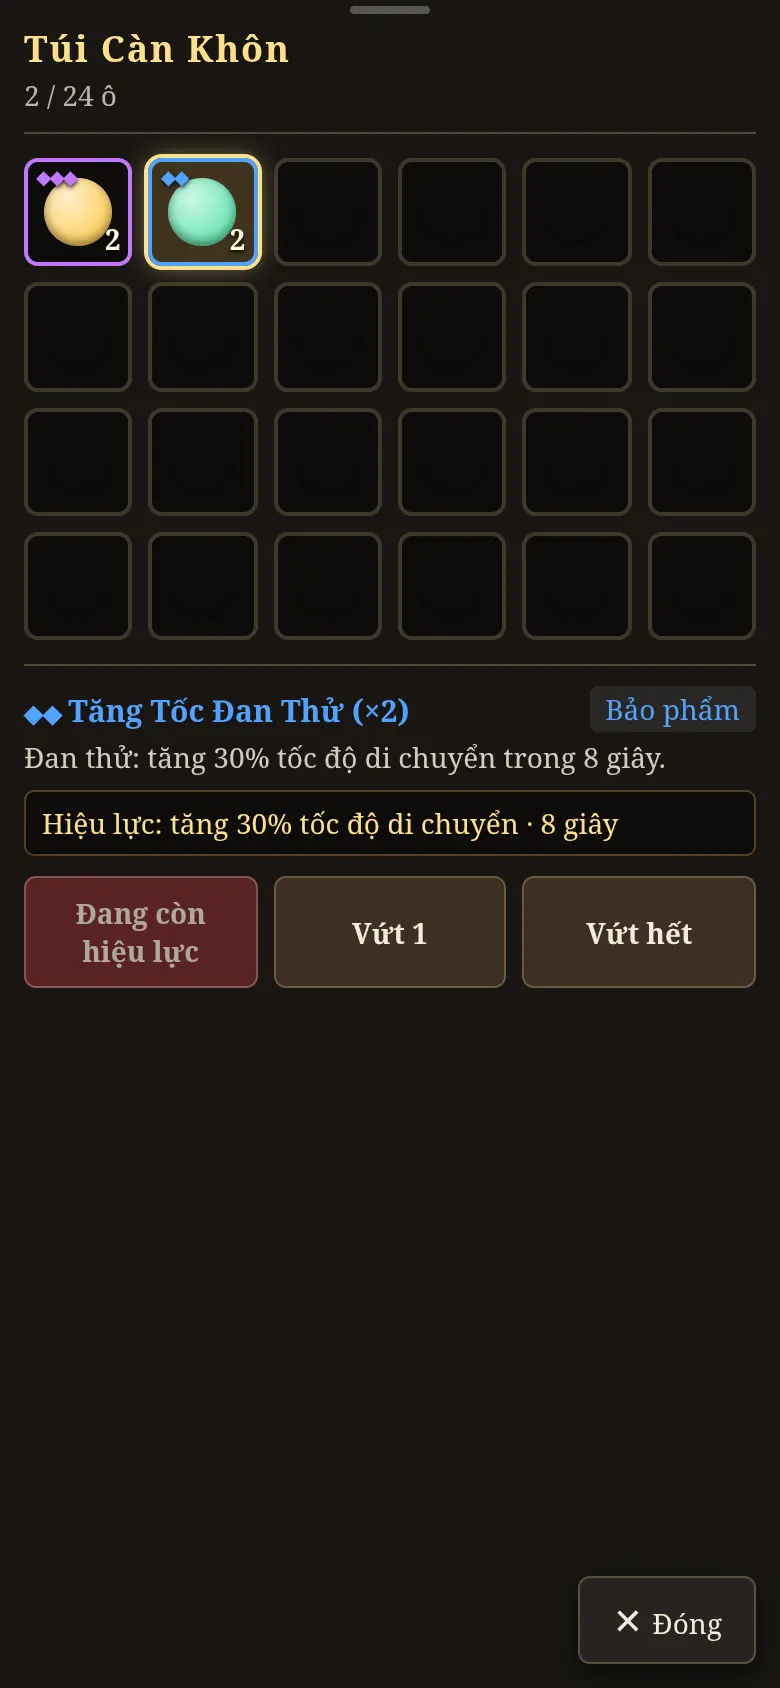 Túi Càn Khôn
2 / 24 ô
2
2
Tăng Tốc Đan Thử (×2)
Bảo phẩm
Đan thử: tăng 30% tốc độ di chuyển trong 8 giây.
Hiệu lực: tăng 30% tốc độ di chuyển · 8 giây
Đang còn
hiệu lực
Vứt 1
Vứt hết
✕ Đóng